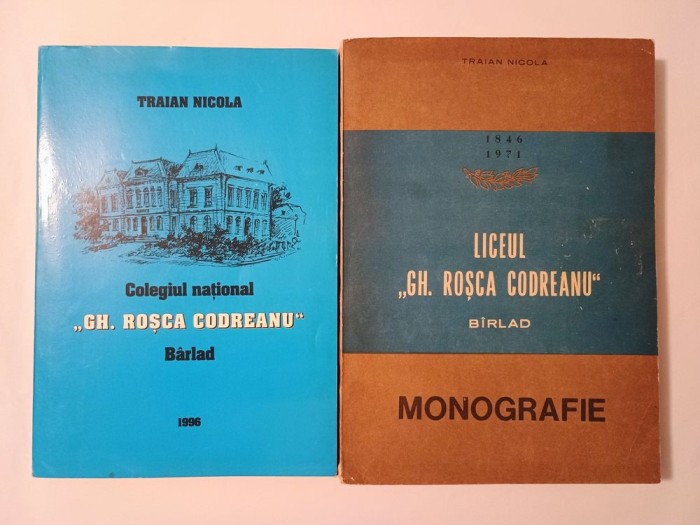 TRAIAN NICOLA
Colegiul național
„GH. ROȘCA CODREANU“
Bârlad
1996
TRAIAN NICOLA
1846
1971
LICEUL
„GH. ROȘCA CODREANU“
BÎRLAD
MONOGRAFIE